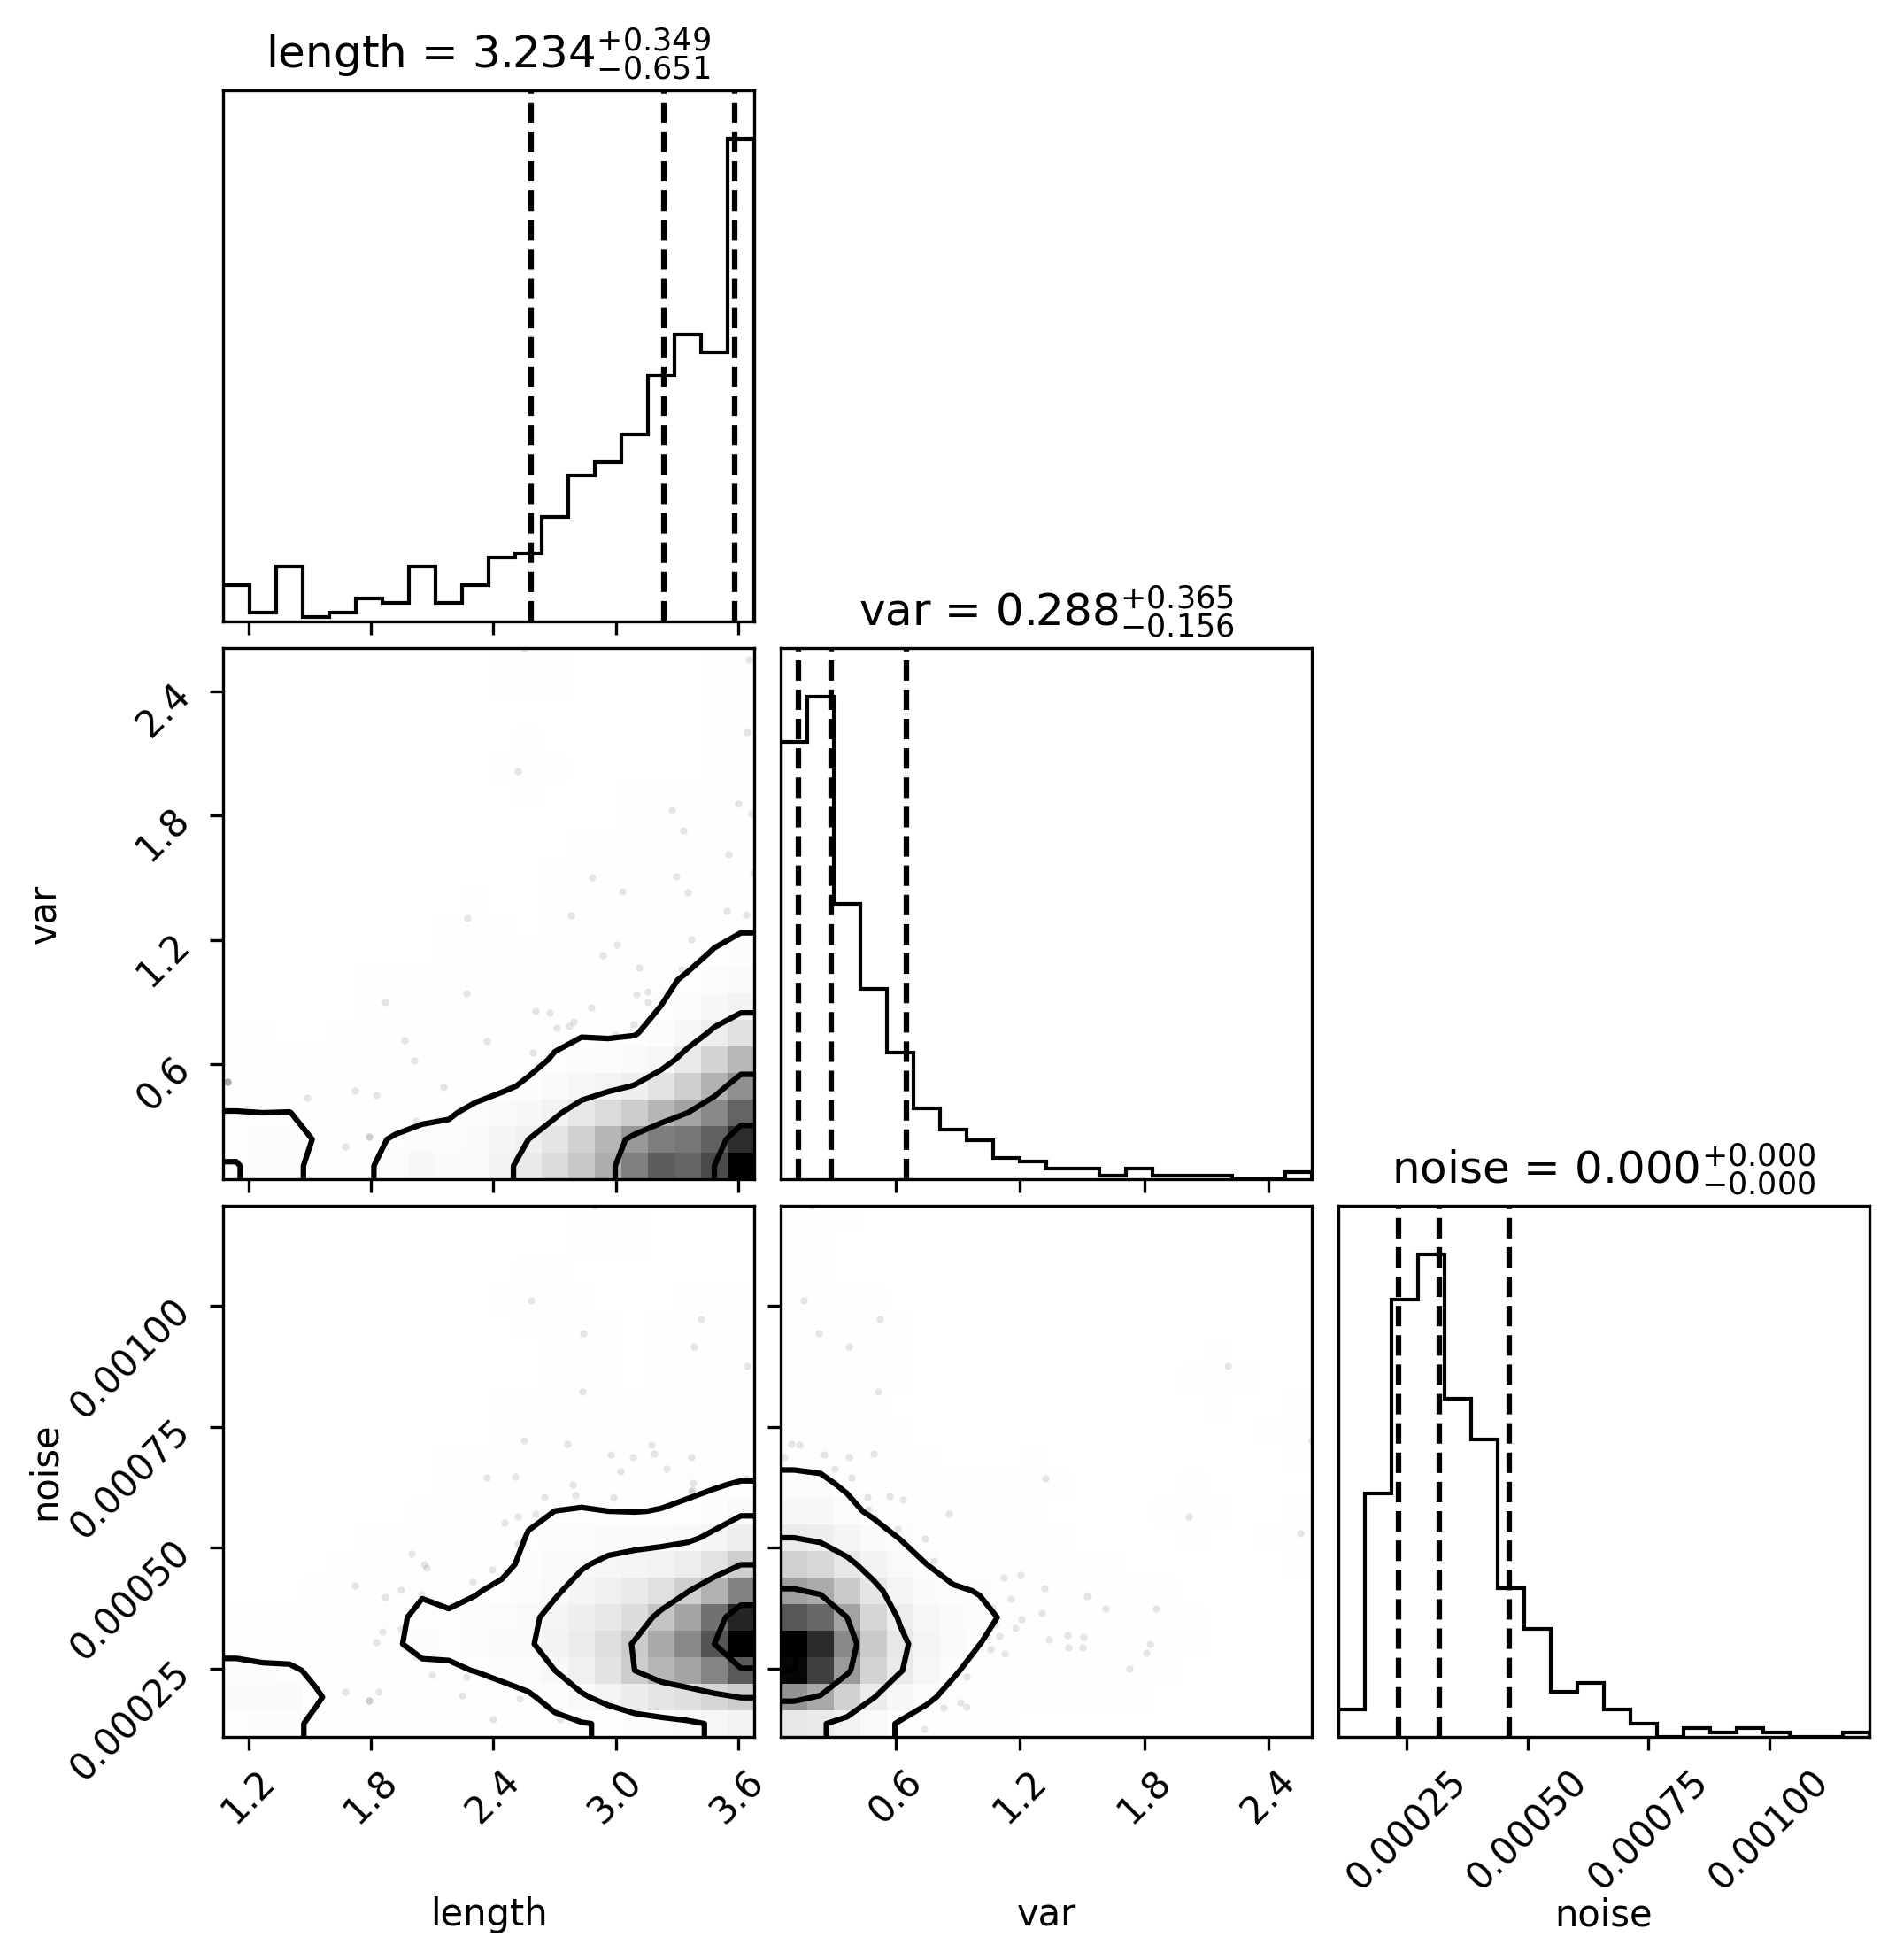 length = 3.234 +0.349 −0.651
var = 0.288 +0.365 −0.156
2.4
1.8
1.2
0.6
var
noise = 0.000 +0.000 −0.000
0.00100
0.00075
0.00050
0.00025
noise
1.2 1.8 2.4 3.0 3.6
0.6 1.2 1.8 2.4
0.00025 0.00050 0.00075 0.00100
length var noise